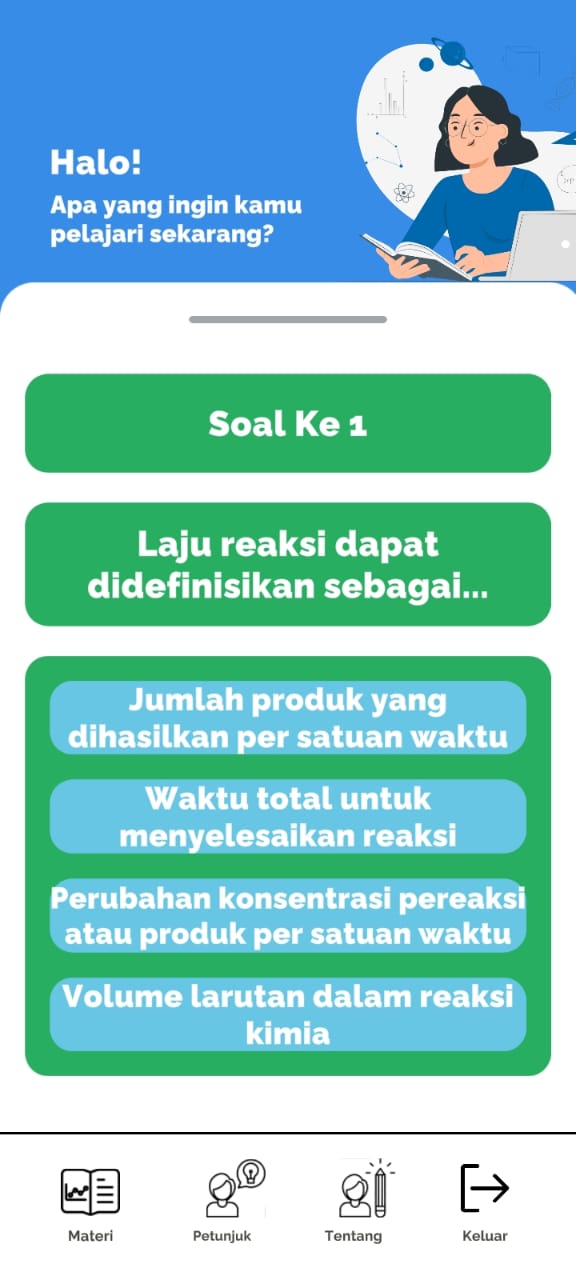 Halo!
Apa yang ingin kamu
pelajari sekarang?
Soal Ke 1
Laju reaksi dapat
didefinisikan sebagai...
Jumlah produk yang
dihasilkan per satuan waktu
Waktu total untuk
menyelesaikan reaksi
Perubahan konsentrasi pereaksi
atau produk per satuan waktu
Volume larutan dalam reaksi
kimia
Materi
Petunjuk
Tentang
Keluar